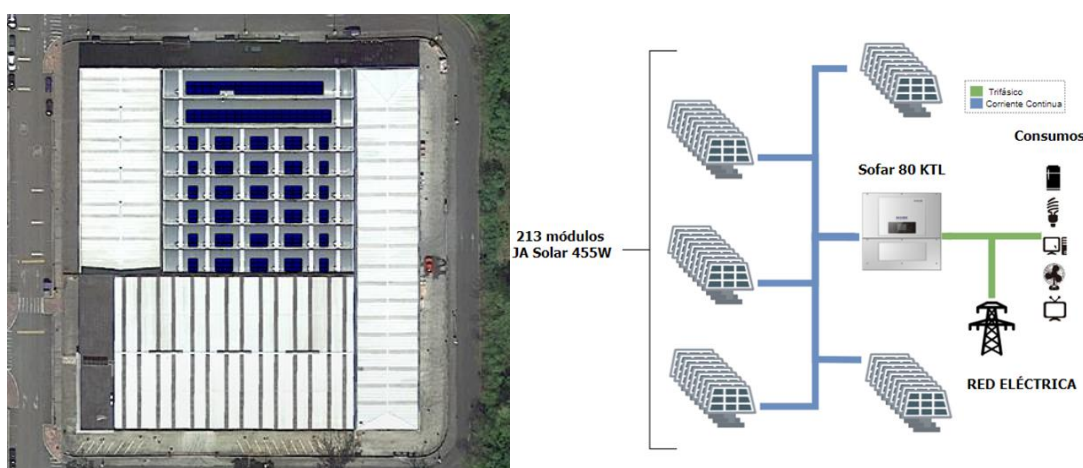 Trifásico
Corriente Continua
Consumos
Sofar 80 KTL
213 módulos
JA Solar 455W
RED ELÉCTRICA